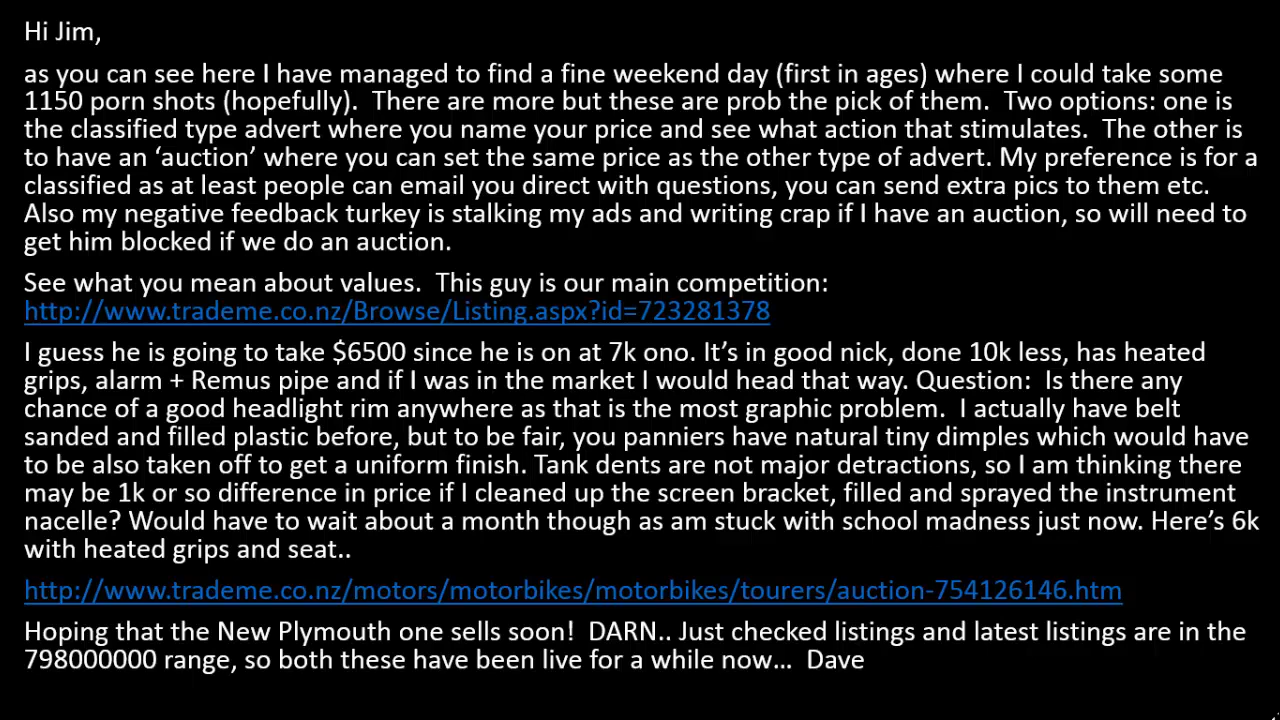 Hi Jim,
as you can see here I have managed to find a fine weekend day (first in ages) where I could take some
1150 porn shots (hopefully).  There are more but these are prob the pick of them.  Two options: one is
the classified type advert where you name your price and see what action that stimulates.  The other is
to have an ‘auction’ where you can set the same price as the other type of advert. My preference is for a
classified as at least people can email you direct with questions, you can send extra pics to them etc.
Also my negative feedback turkey is stalking my ads and writing crap if I have an auction, so will need to
get him blocked if we do an auction.
See what you mean about values.  This guy is our main competition:
http://www.trademe.co.nz/Browse/Listing.aspx?id=723281378
I guess he is going to take $6500 since he is on at 7k ono. It’s in good nick, done 10k less, has heated
grips, alarm + Remus pipe and if I was in the market I would head that way. Question:  Is there any
chance of a good headlight rim anywhere as that is the most graphic problem.  I actually have belt
sanded and filled plastic before, but to be fair, you panniers have natural tiny dimples which would have
to be also taken off to get a uniform finish. Tank dents are not major detractions, so I am thinking there
may be 1k or so difference in price if I cleaned up the screen bracket, filled and sprayed the instrument
nacelle? Would have to wait about a month though as am stuck with school madness just now. Here’s 6k
with heated grips and seat..
http://www.trademe.co.nz/motors/motorbikes/motorbikes/tourers/auction-754126146.htm
Hoping that the New Plymouth one sells soon!  DARN.. Just checked listings and latest listings are in the
798000000 range, so both these have been live for a while now…  Dave